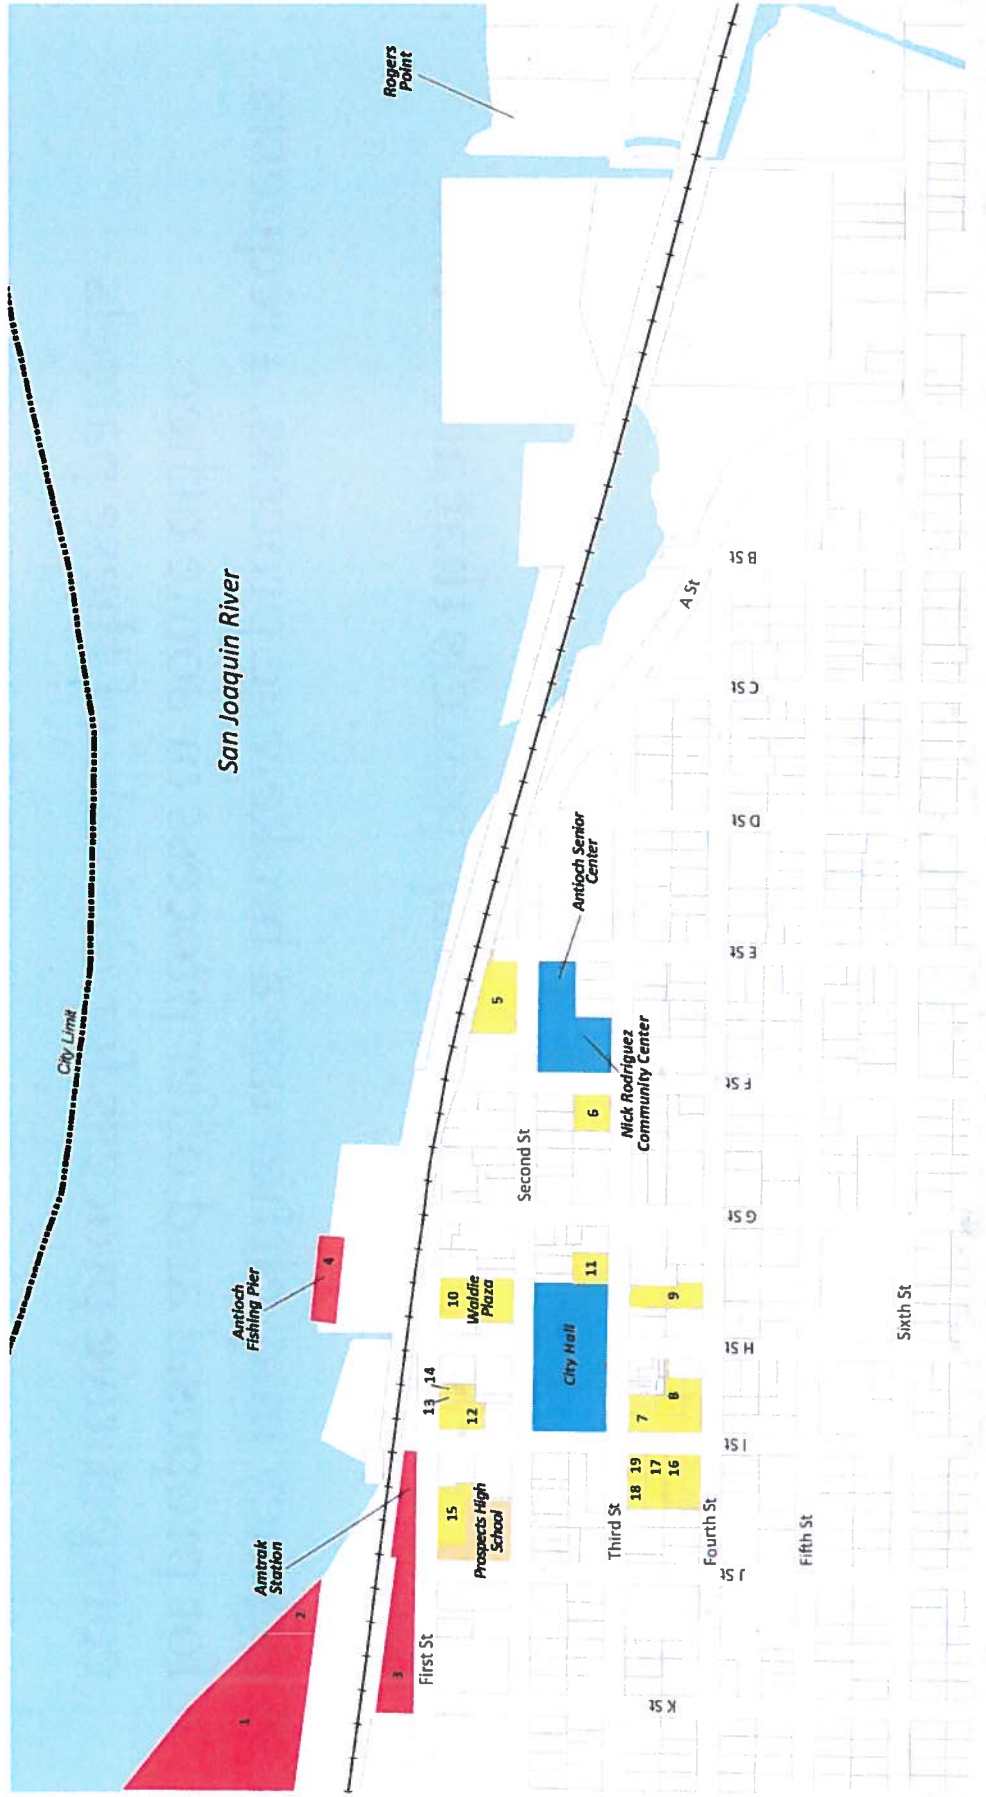 City Limit
San Joaquin River
Rogers
Point
Antioch
Fishing Pier
Amtrak
Station
1
2
3
4
First St
15
Prospects High
School
13
14
12
10
Waldie
Plaza
5
Second St
City Hall
11
6
Antioch Senior
Center
Nick Rodriguez
Community Center
Third St
18
19
17
16
7
8
9
Fourth St
Fifth St
Sixth St
K St
J St
I St
H St
G St
F St
E St
D St
C St
B St
A St